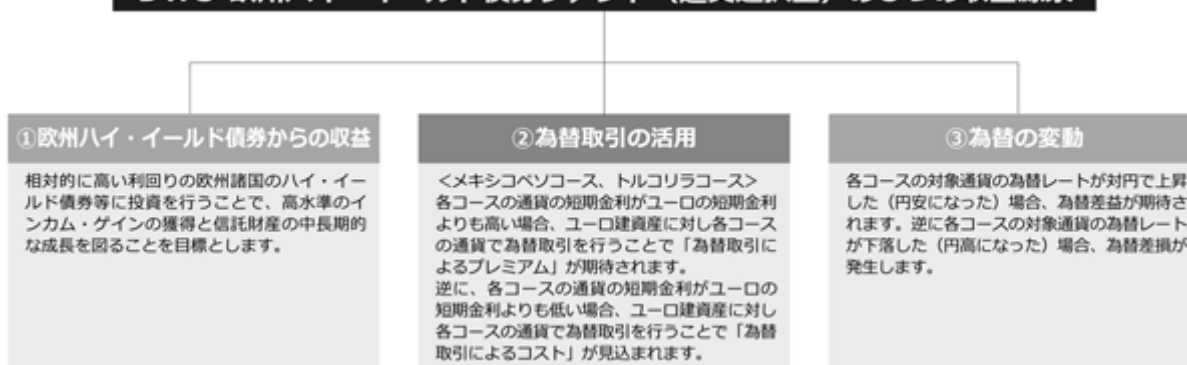 ①欧州ハイ・イールド債券からの収益
相対的に高い利回りの欧州諸国のハイ・イー
ルド債券等に投資を行うことで、高水準のイ
ンカム・ゲインの獲得と信託財産の中長期的
な成長を図ることを目標とします。
②為替取引の活用
<メキシコペソコース、トルコリラコース>
各コースの通貨の短期金利がユーロの短期金利
よりも高い場合、ユーロ建資産に対し各コース
の通貨で為替取引を行うことで「為替取引に
よるプレミアム」が期待されます。
逆に、各コースの通貨の短期金利がユーロの
短期金利よりも低い場合、ユーロ建資産に対し
各コースの通貨で為替取引を行うことで「為替
取引によるコスト」が見込まれます。
③為替の変動
各コースの対象通貨の為替レートが対円で上昇
した（円安になった）場合、為替差益が期待さ
れます。逆に各コースの対象通貨の為替レート
が下落した（円高になった）場合、為替差損が
発生します。